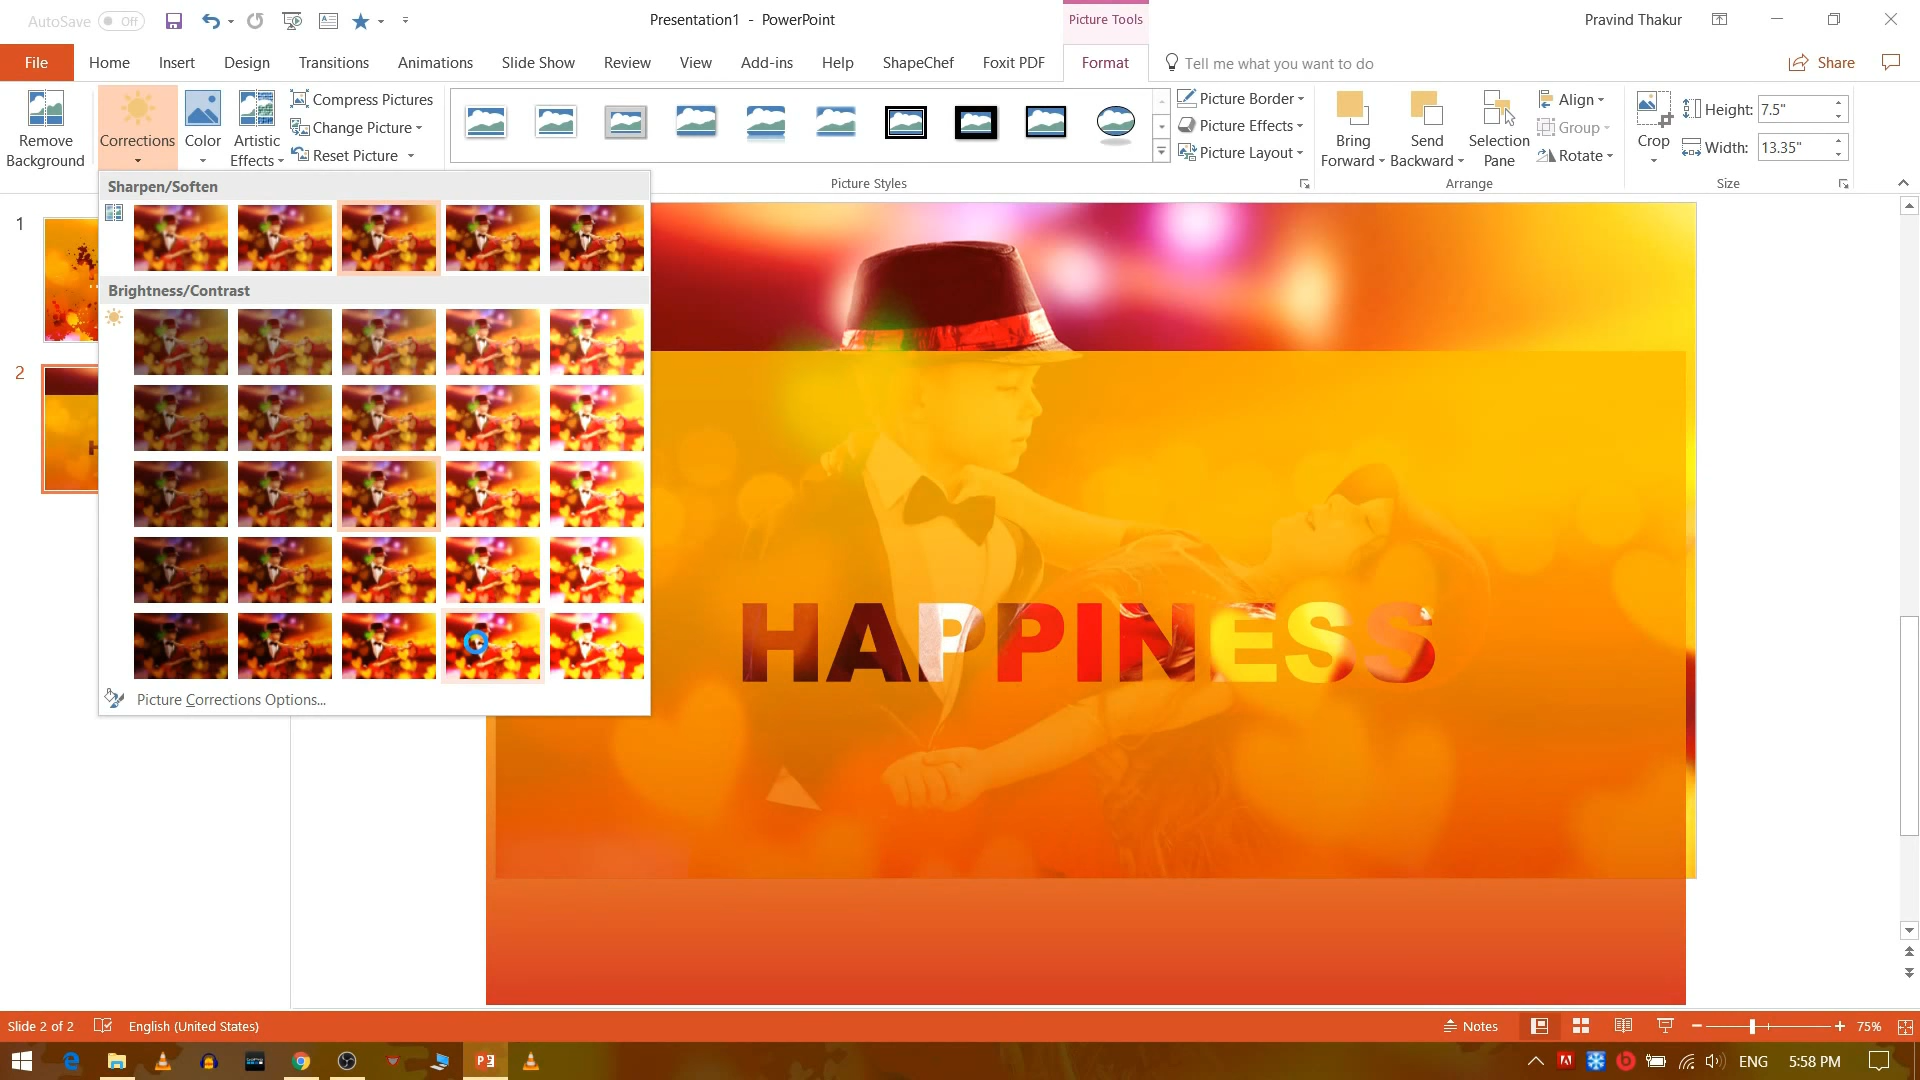 AutoSave Off
Presentation1 - PowerPoint
Picture Tools
Pravind Thakur
File Home Insert Design Transitions Animations Slide Show Review View Add-ins Help ShapeChef Foxit PDF Format Tell me what you want to do Share
Remove Background
Corrections
Color
Artistic Effects
Compress Pictures
Change Picture
Reset Picture
Picture Border
Picture Effects
Picture Layout
Picture Styles
Bring Forward
Send Backward
Selection Pane
Align
Group
Rotate
Arrange
Crop
Height: 7.5"
Width: 13.35"
Size
Sharpen/Soften
Brightness/Contrast
Picture Corrections Options...
1
2
HAPPINESS
Slide 2 of 2 English (United States) Notes 75%
ENG 5:58 PM